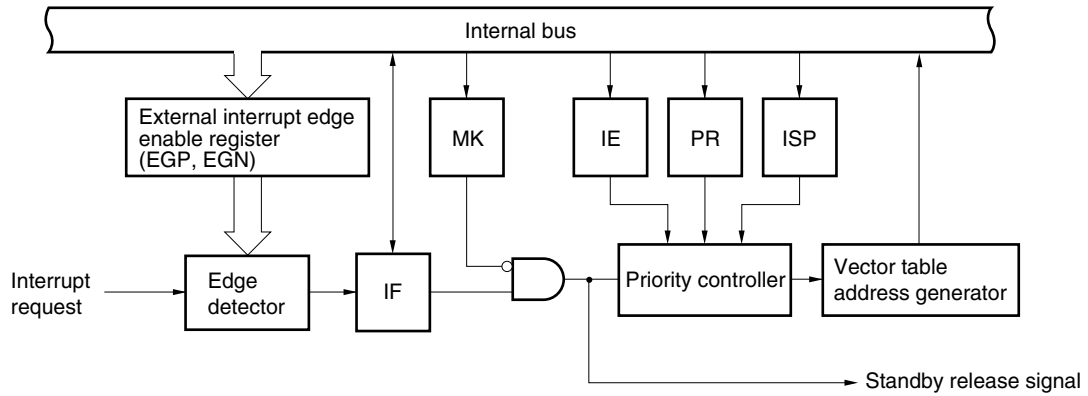 Internal bus
External interrupt edge
enable register
(EGP, EGN)
MK
IE
PR
ISP
Interrupt
request
Edge
detector
IF
Priority controller
Vector table
address generator
Standby release signal